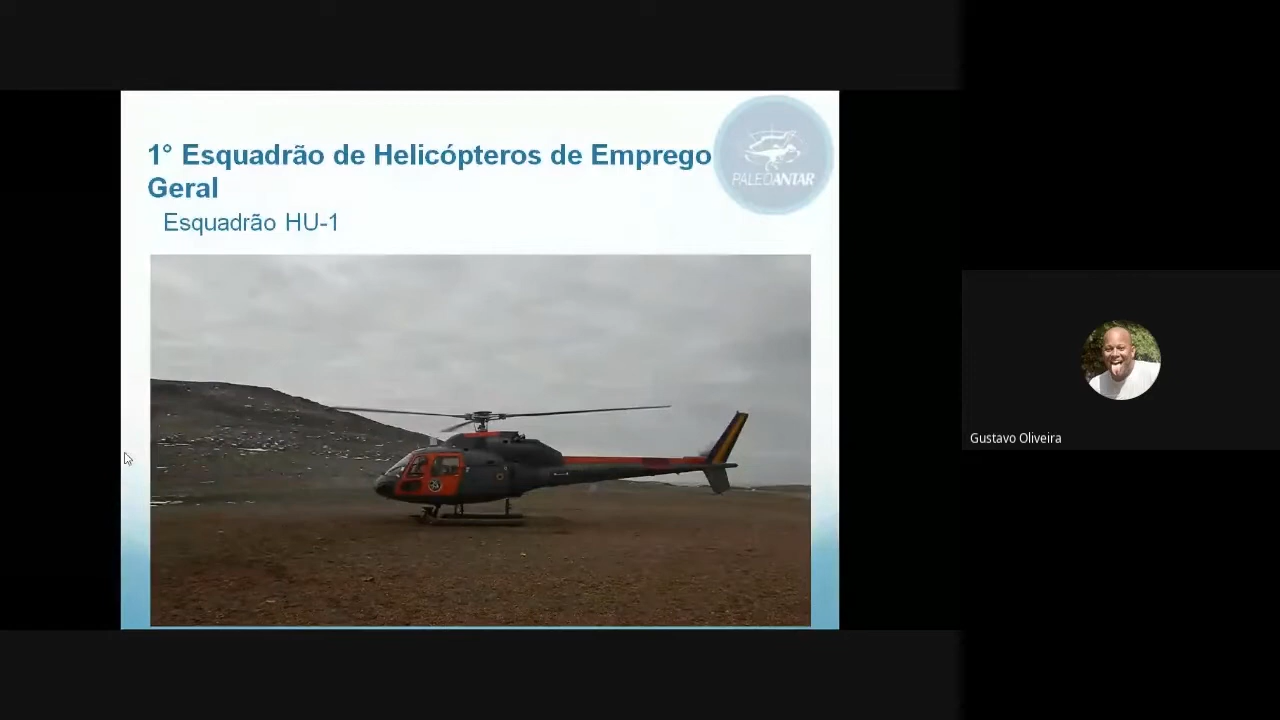 1° Esquadrão de Helicópteros de Emprego
Geral
Esquadrão HU-1
PALEOANTAR
Gustavo Oliveira